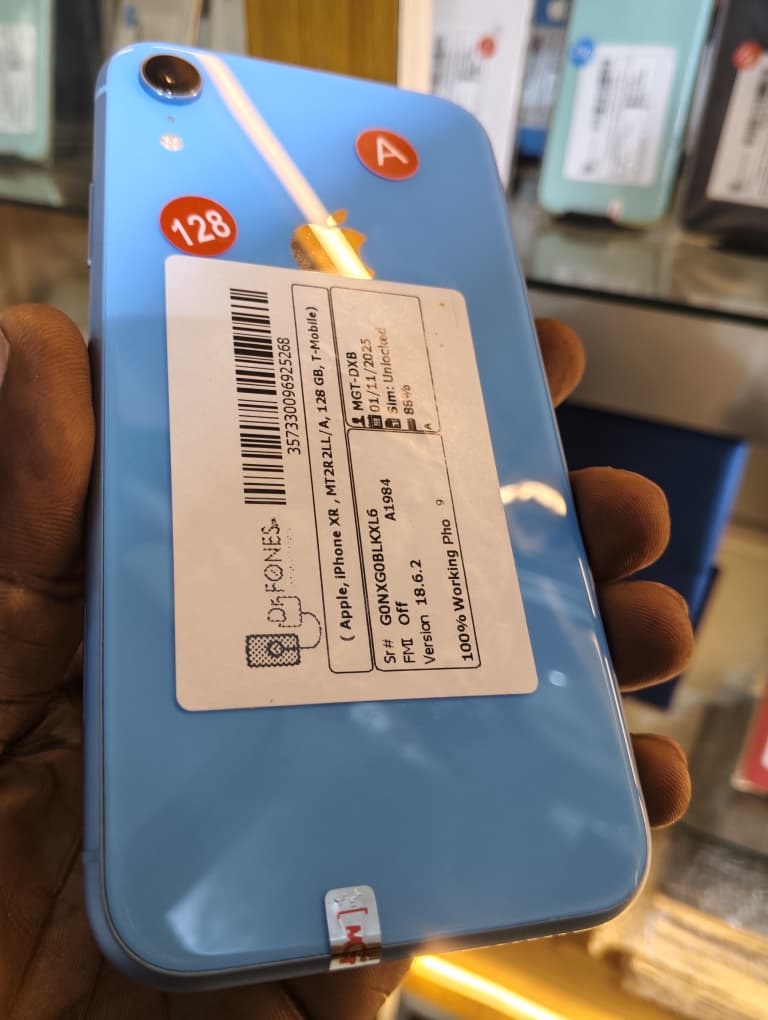 A
128
357330096925268
DrFONES
( Apple, iPhone XR , MT2R2LL/A, 128 GB, T-Mobile)
MGT-DXB
01/11/2025
Sim: Unlocked
88%
A
Sr# G0NXG0BLKXL6
FMI Off A1984
Version 18.6.2
100% Working Pho 9